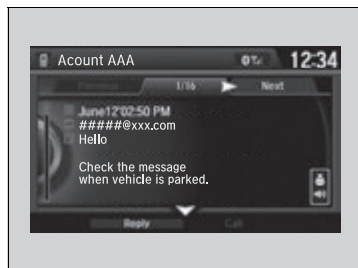 Acount AAA
12:34
Previous 1/16 Next
June12'02:50 PM
#####@xxx.com
Hello
Check the message
when vehicle is parked.
Reply Call